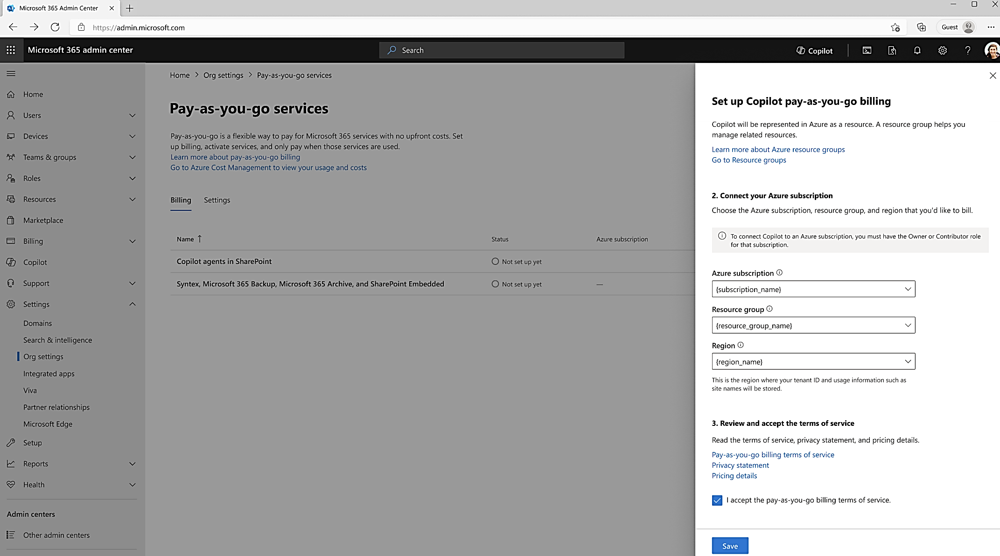 Microsoft 365 Admin Center
https://admin.microsoft.com
Guest
Microsoft 365 admin center
Search
Copilot
Home
Users
Devices
Teams & groups
Roles
Resources
Marketplace
Billing
Copilot
Support
Settings
Domains
Search & intelligence
Org settings
Integrated apps
Viva
Partner relationships
Microsoft Edge
Setup
Reports
Health
Admin centers
Other admin centers
Home > Org settings > Pay-as-you-go services
Pay-as-you-go services
Pay-as-you-go is a flexible way to pay for Microsoft 365 services with no upfront costs. Set
up billing, activate services, and only pay when those services are used.
Learn more about pay-as-you-go billing
Go to Azure Cost Management to view your usage and costs
Billing Settings
Name ↑ Status Azure subscription
Copilot agents in SharePoint Not set up yet
Syntex, Microsoft 365 Backup, Microsoft 365 Archive, and SharePoint Embedded Not set up yet —
Set up Copilot pay-as-you-go billing
Copilot will be represented in Azure as a resource. A resource group helps you
manage related resources.
Learn more about Azure resource groups
Go to Resource groups
2. Connect your Azure subscription
Choose the Azure subscription, resource group, and region that you'd like to bill.
To connect Copilot to an Azure subscription, you must have the Owner or Contributor role
for that subscription.
Azure subscription
{subscription_name}
Resource group
{resource_group_name}
Region
{region_name}
This is the region where your tenant ID and usage information such as
site names will be stored.
3. Review and accept the terms of service
Read the terms of service, privacy statement, and pricing details.
Pay-as-you-go billing terms of service
Privacy statement
Pricing details
I accept the pay-as-you-go billing terms of service.
Save